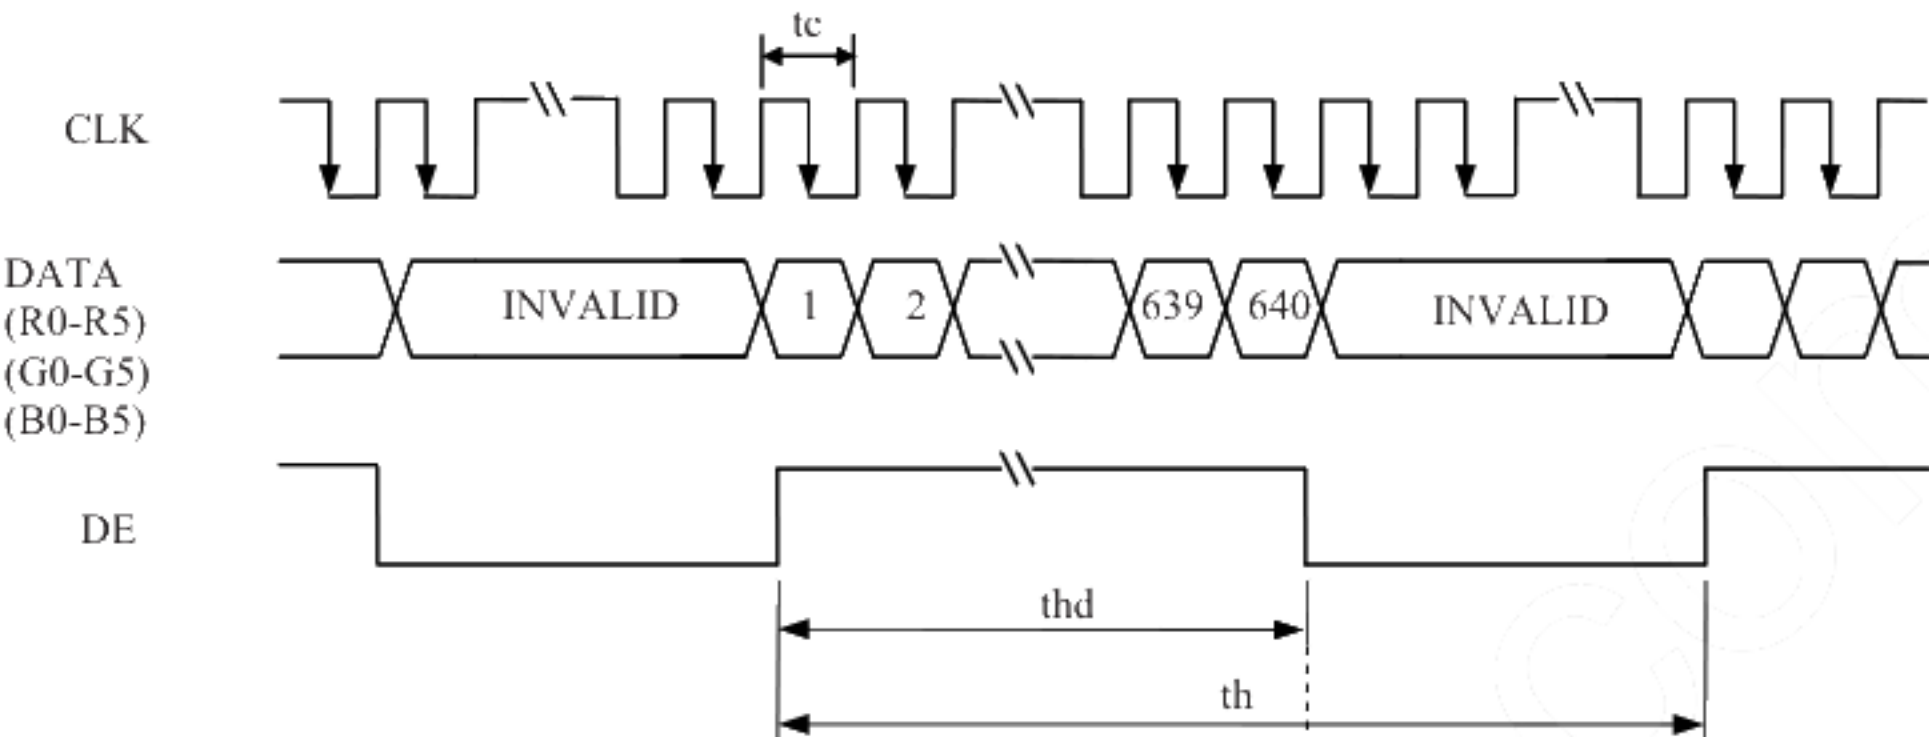 tc
CLK
DATA
(R0-R5)
(G0-G5)
(B0-B5)
INVALID 1 2 639 640 INVALID
DE
thd
th